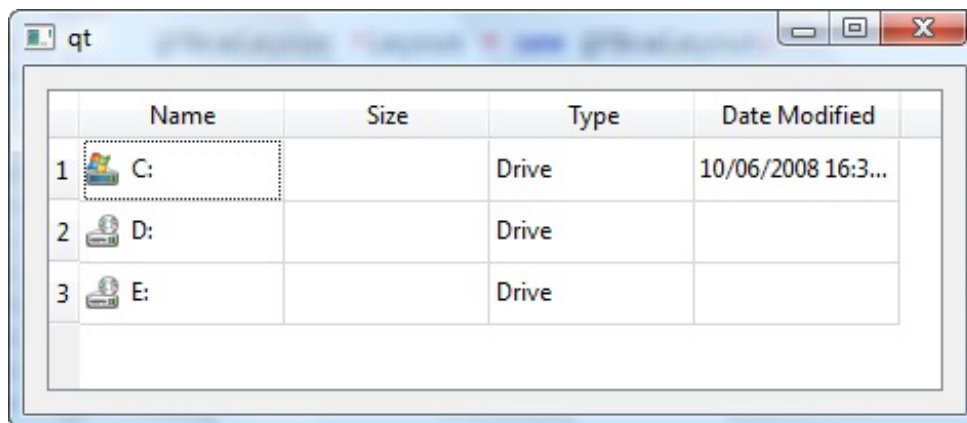 qt
Name Size Type Date Modified
1 C: Drive 10/06/2008 16:3...
2 D: Drive
3 E: Drive